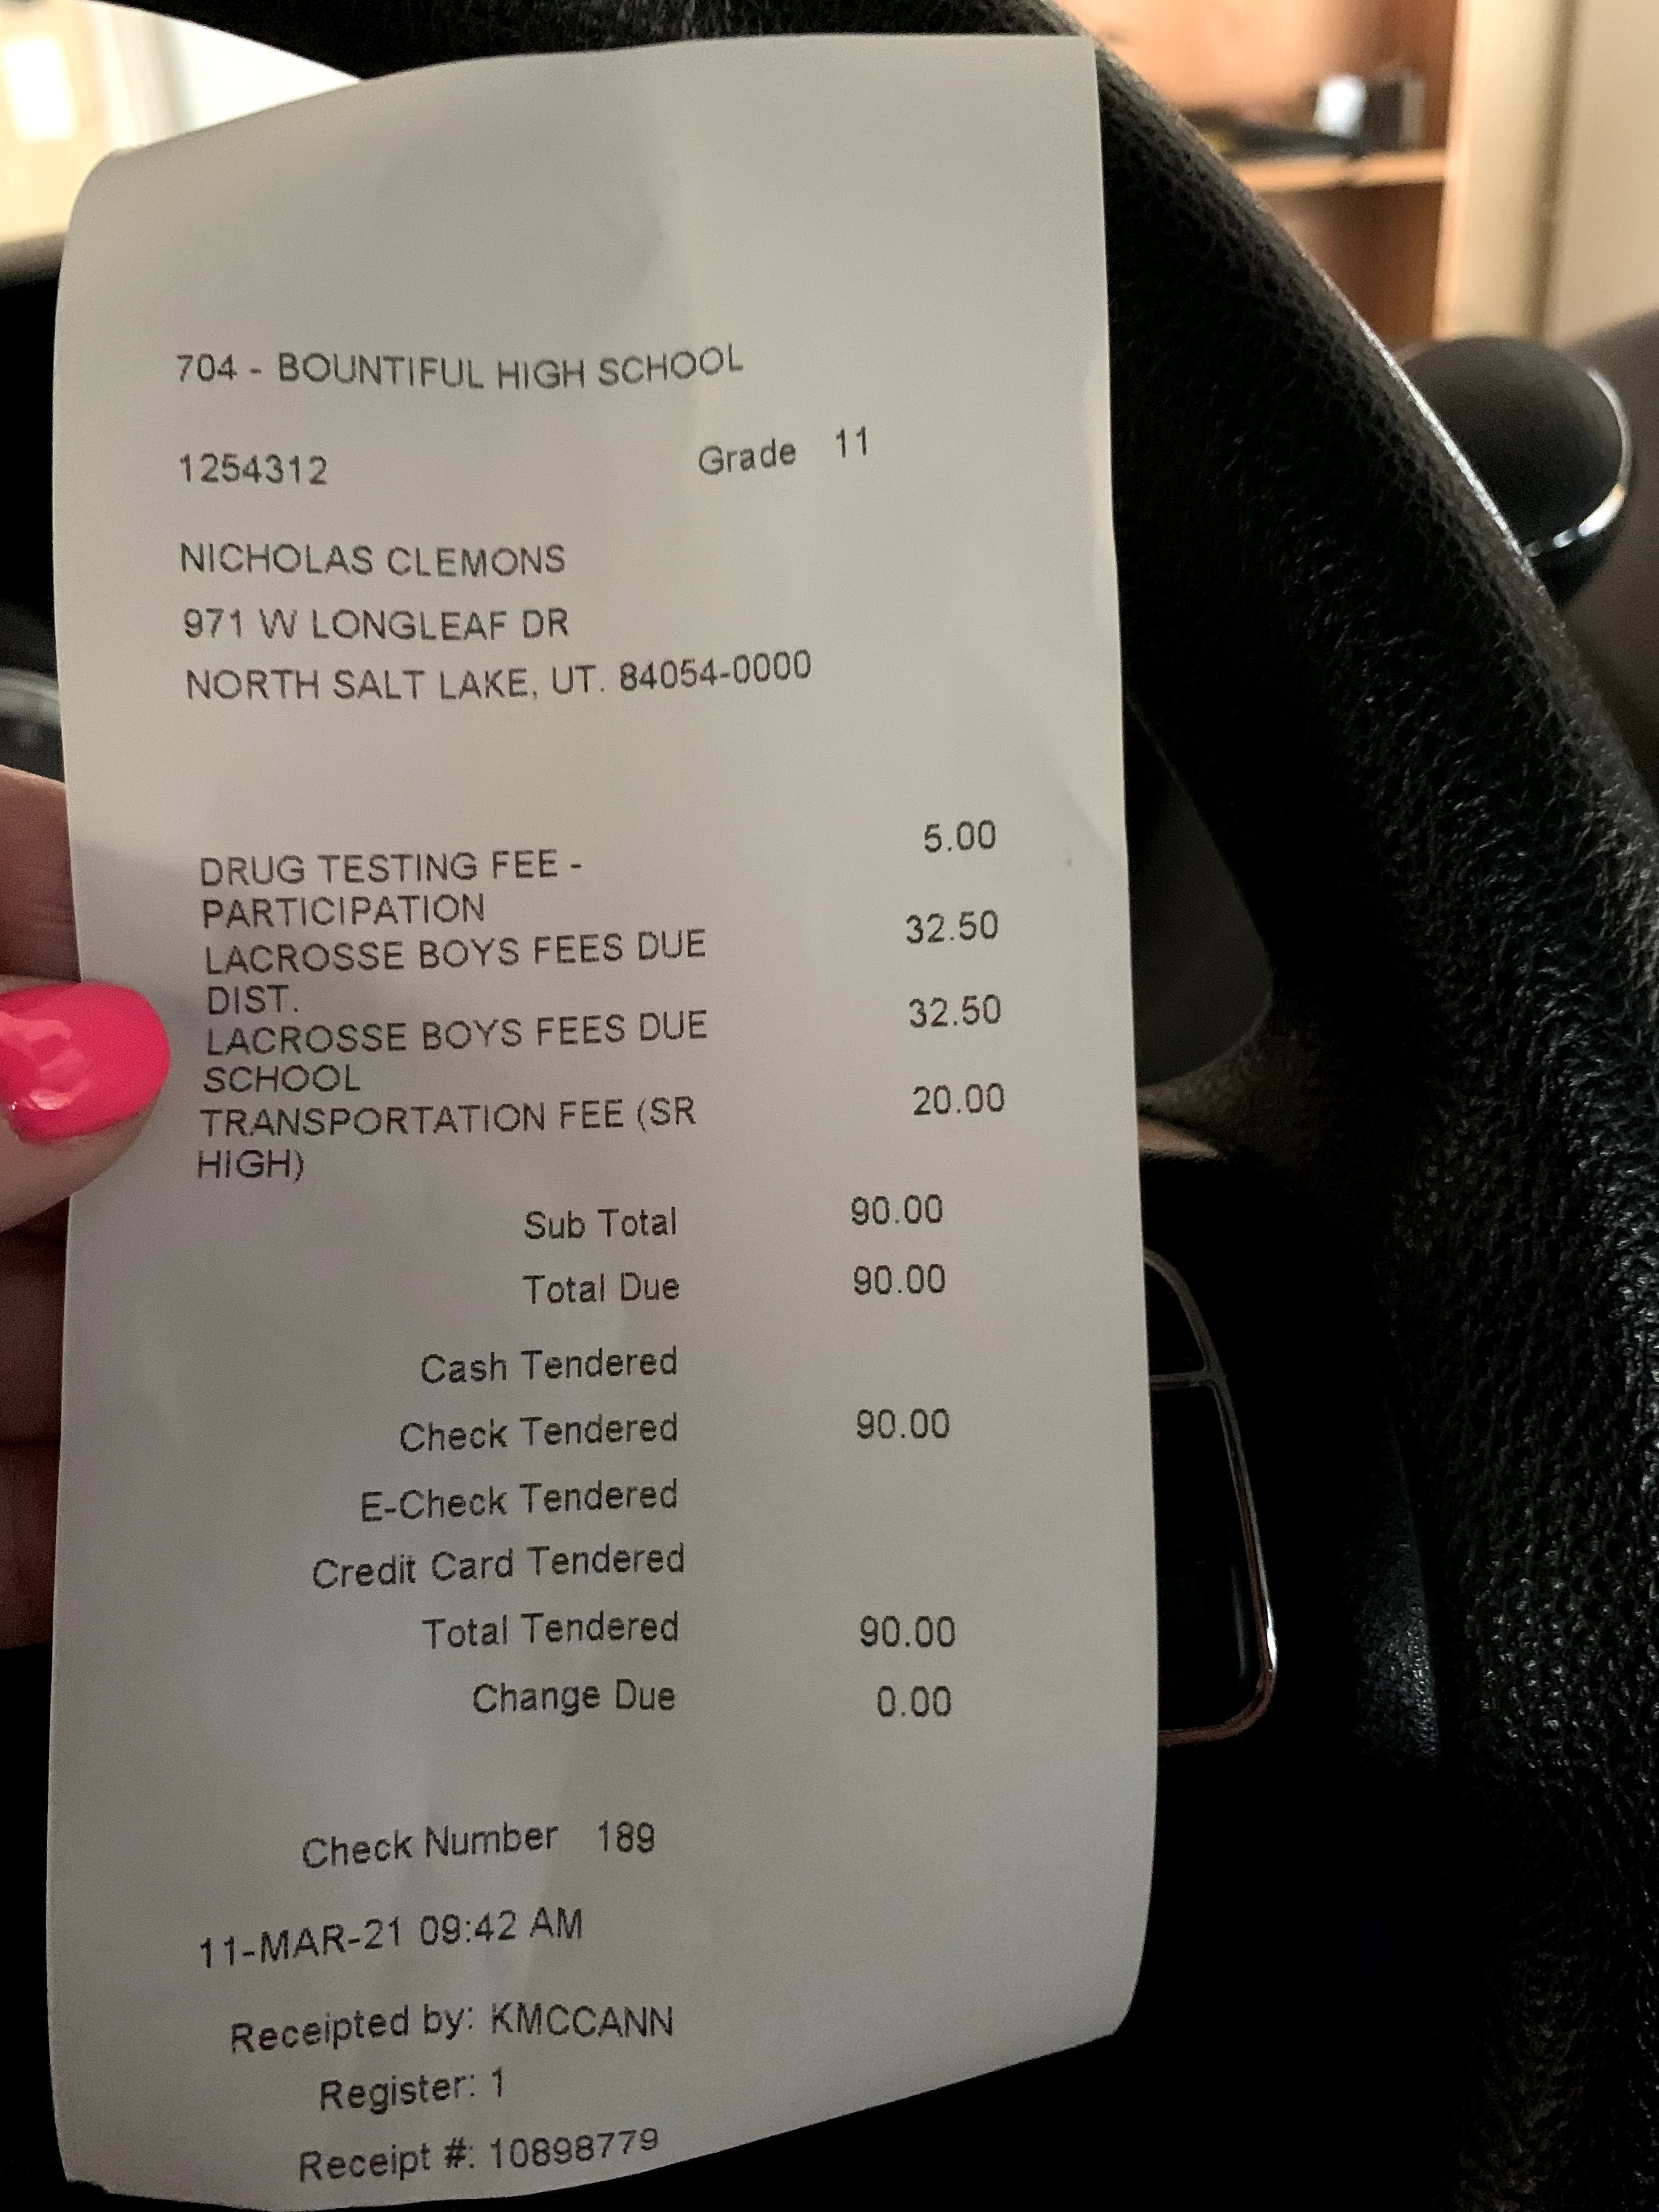 704 - BOUNTIFUL HIGH SCHOOL
1254312 Grade 11
NICHOLAS CLEMONS
971 W LONGLEAF DR
NORTH SALT LAKE, UT. 84054-0000
DRUG TESTING FEE - 5.00
PARTICIPATION
LACROSSE BOYS FEES DUE 32.50
DIST.
LACROSSE BOYS FEES DUE 32.50
SCHOOL
TRANSPORTATION FEE (SR 20.00
HIGH)
Sub Total 90.00
Total Due 90.00
Cash Tendered
Check Tendered 90.00
E-Check Tendered
Credit Card Tendered
Total Tendered 90.00
Change Due 0.00
Check Number 189
11-MAR-21 09:42 AM
Receipted by: KMCCANN
Register: 1
Receipt #: 10898779